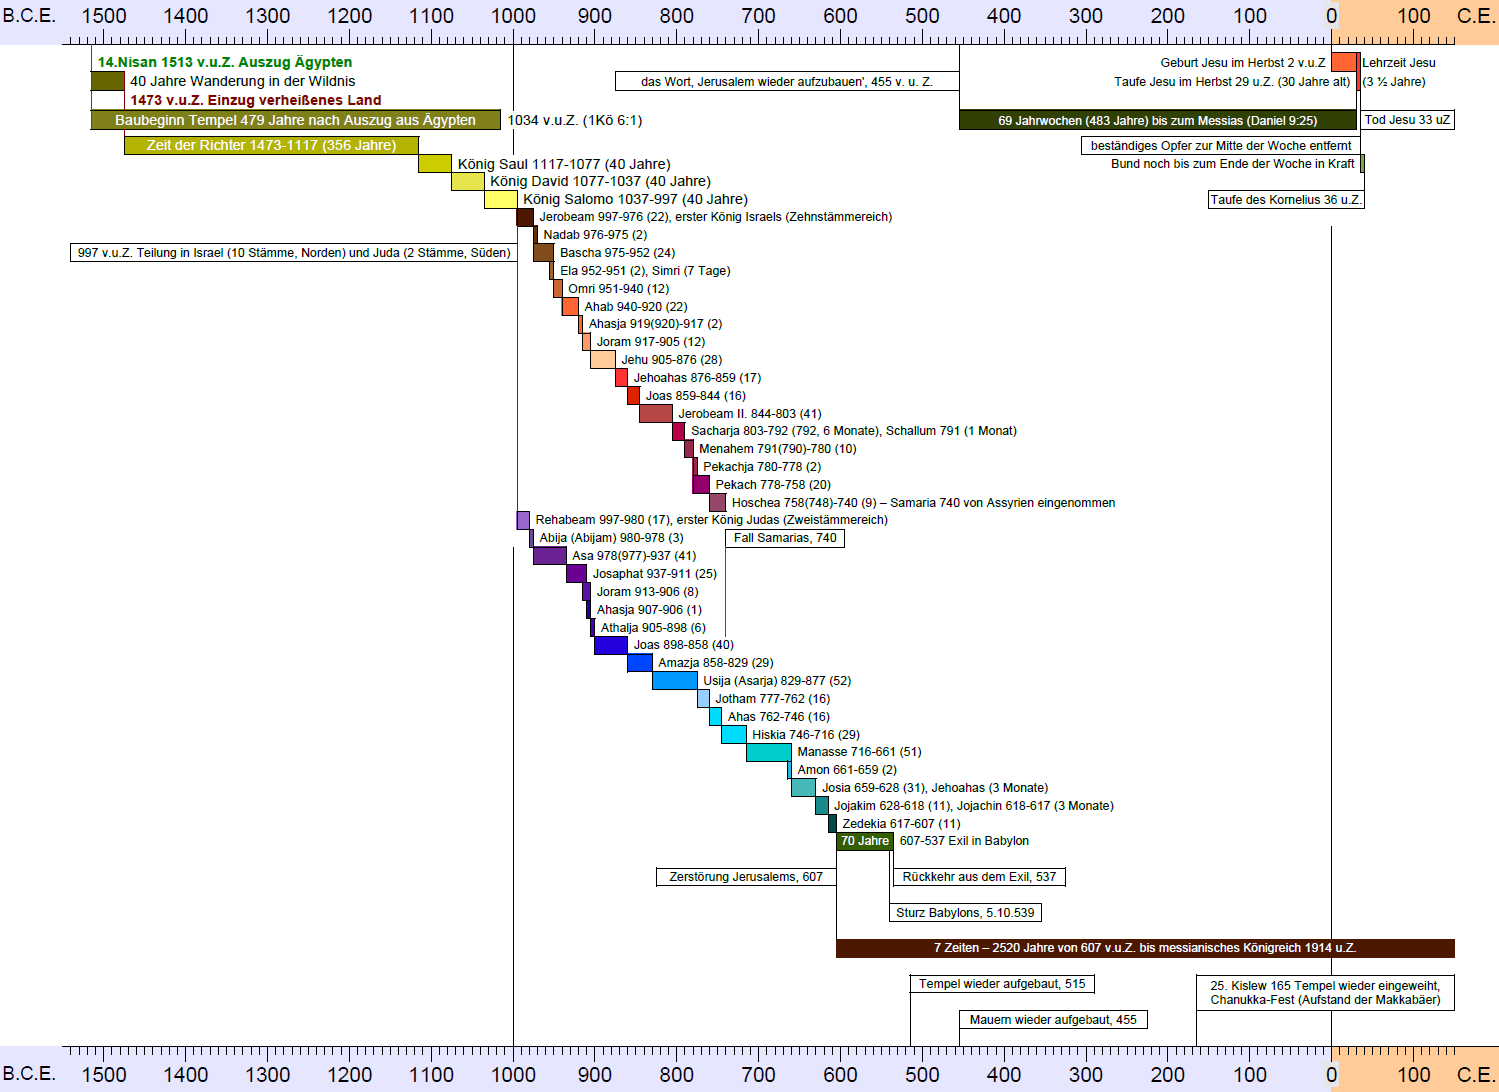 B.C.E. 1500 1400 1300 1200 1100 1000 900 800 700 600 500 400 300 200 100 0 100 C.E.
14.Nisan 1513 v.u.Z. Auszug Ägypten
Geburt Jesu im Herbst 2 v.u.Z
Lehrzeit Jesu
40 Jahre Wanderung in der Wildnis
das Wort, Jerusalem wieder aufzubauen', 455 v. u. Z.
Taufe Jesu im Herbst 29 u.Z. (30 Jahre alt)
(3 ½ Jahre)
1473 v.u.Z. Einzug verheißenes Land
Baubeginn Tempel 479 Jahre nach Auszug aus Ägypten
1034 v.u.Z. (1Kö 6:1)
69 Jahrwochen (483 Jahre) bis zum Messias (Daniel 9:25)
Tod Jesu 33 uZ
Zeit der Richter 1473-1117 (356 Jahre)
beständiges Opfer zur Mitte der Woche entfernt
König Saul 1117-1077 (40 Jahre)
Bund noch bis zum Ende der Woche in Kraft
König David 1077-1037 (40 Jahre)
König Salomo 1037-997 (40 Jahre)
Taufe des Kornelius 36 u.Z.
Jerobeam 997-976 (22), erster König Israels (Zehnstämmereich)
Nadab 976-975 (2)
997 v.u.Z. Teilung in Israel (10 Stämme, Norden) und Juda (2 Stämme, Süden)
Bascha 975-952 (24)
Ela 952-951 (2), Simri (7 Tage)
Omri 951-940 (12)
Ahab 940-920 (22)
Ahasja 919(920)-917 (2)
Joram 917-905 (12)
Jehu 905-876 (28)
Jehoahas 876-859 (17)
Joas 859-844 (16)
Jerobeam II. 844-803 (41)
Sacharja 803-792 (792, 6 Monate), Schallum 791 (1 Monat)
Menahem 791(790)-780 (10)
Pekachja 780-778 (2)
Pekach 778-758 (20)
Hoschea 758(748)-740 (9) – Samaria 740 von Assyrien eingenommen
Rehabeam 997-980 (17), erster König Judas (Zweistämmereich)
Abija (Abijam) 980-978 (3)
Fall Samarias, 740
Asa 978(977)-937 (41)
Josaphat 937-911 (25)
Joram 913-906 (8)
Ahasja 907-906 (1)
Athalja 905-898 (6)
Joas 898-858 (40)
Amazja 858-829 (29)
Usija (Asarja) 829-877 (52)
Jotham 777-762 (16)
Ahas 762-746 (16)
Hiskia 746-716 (29)
Manasse 716-661 (51)
Amon 661-659 (2)
Josia 659-628 (31), Jehoahas (3 Monate)
Jojakim 628-618 (11), Jojachin 618-617 (3 Monate)
Zedekia 617-607 (11)
70 Jahre
607-537 Exil in Babylon
Zerstörung Jerusalems, 607
Rückkehr aus dem Exil, 537
Sturz Babylons, 5.10.539
7 Zeiten – 2520 Jahre von 607 v.u.Z. bis messianisches Königreich 1914 u.Z.
Tempel wieder aufgebaut, 515
25. Kislew 165 Tempel wieder eingeweiht,
Chanukka-Fest (Aufstand der Makkabäer)
Mauern wieder aufgebaut, 455
B.C.E. 1500 1400 1300 1200 1100 1000 900 800 700 600 500 400 300 200 100 0 100 C.E.